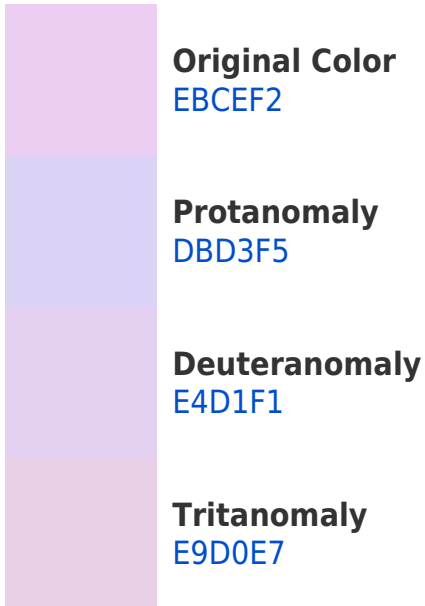 Original Color
EBCEF2
Protanomaly
DBD3F5
Deuteranomaly
E4D1F1
Tritanomaly
E9D0E7